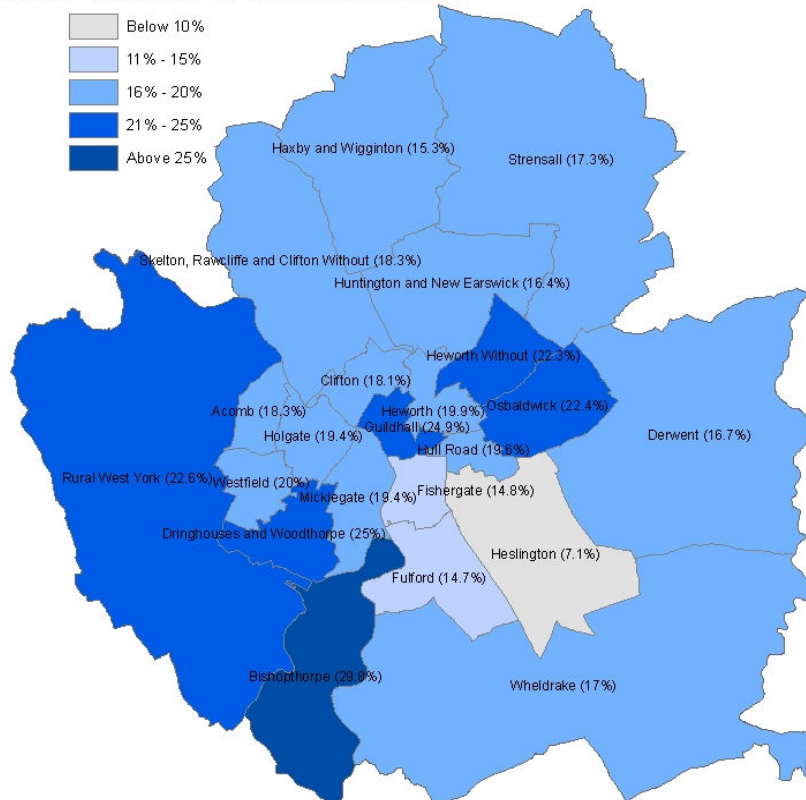 Below 10%
11% - 15%
16% - 20%
21% - 25%
Above 25%
Haxby and Wigginton (15.3%)
Strensall (17.3%)
Skelton, Rawcliffe and Clifton Without (18.3%)
Huntington and New Earswick (16.4%)
Heworth Without (22.3%)
Clifton (18.1%)
Acomb (18.3%)
Heworth (19.9%)
Osbaldwick (22.4%)
Guildhall (24.9%)
Holgate (19.4%)
Derwent (16.7%)
Hull Road (19.6%)
Rural West York (22.6%)
Westfield (20%)
Fishergate (14.8%)
Micklegate (19.4%)
Dringhouses and Woodthorpe (25%)
Heslington (7.1%)
Fulford (14.7%)
Bishopthorpe (29.8%)
Wheldrake (17%)